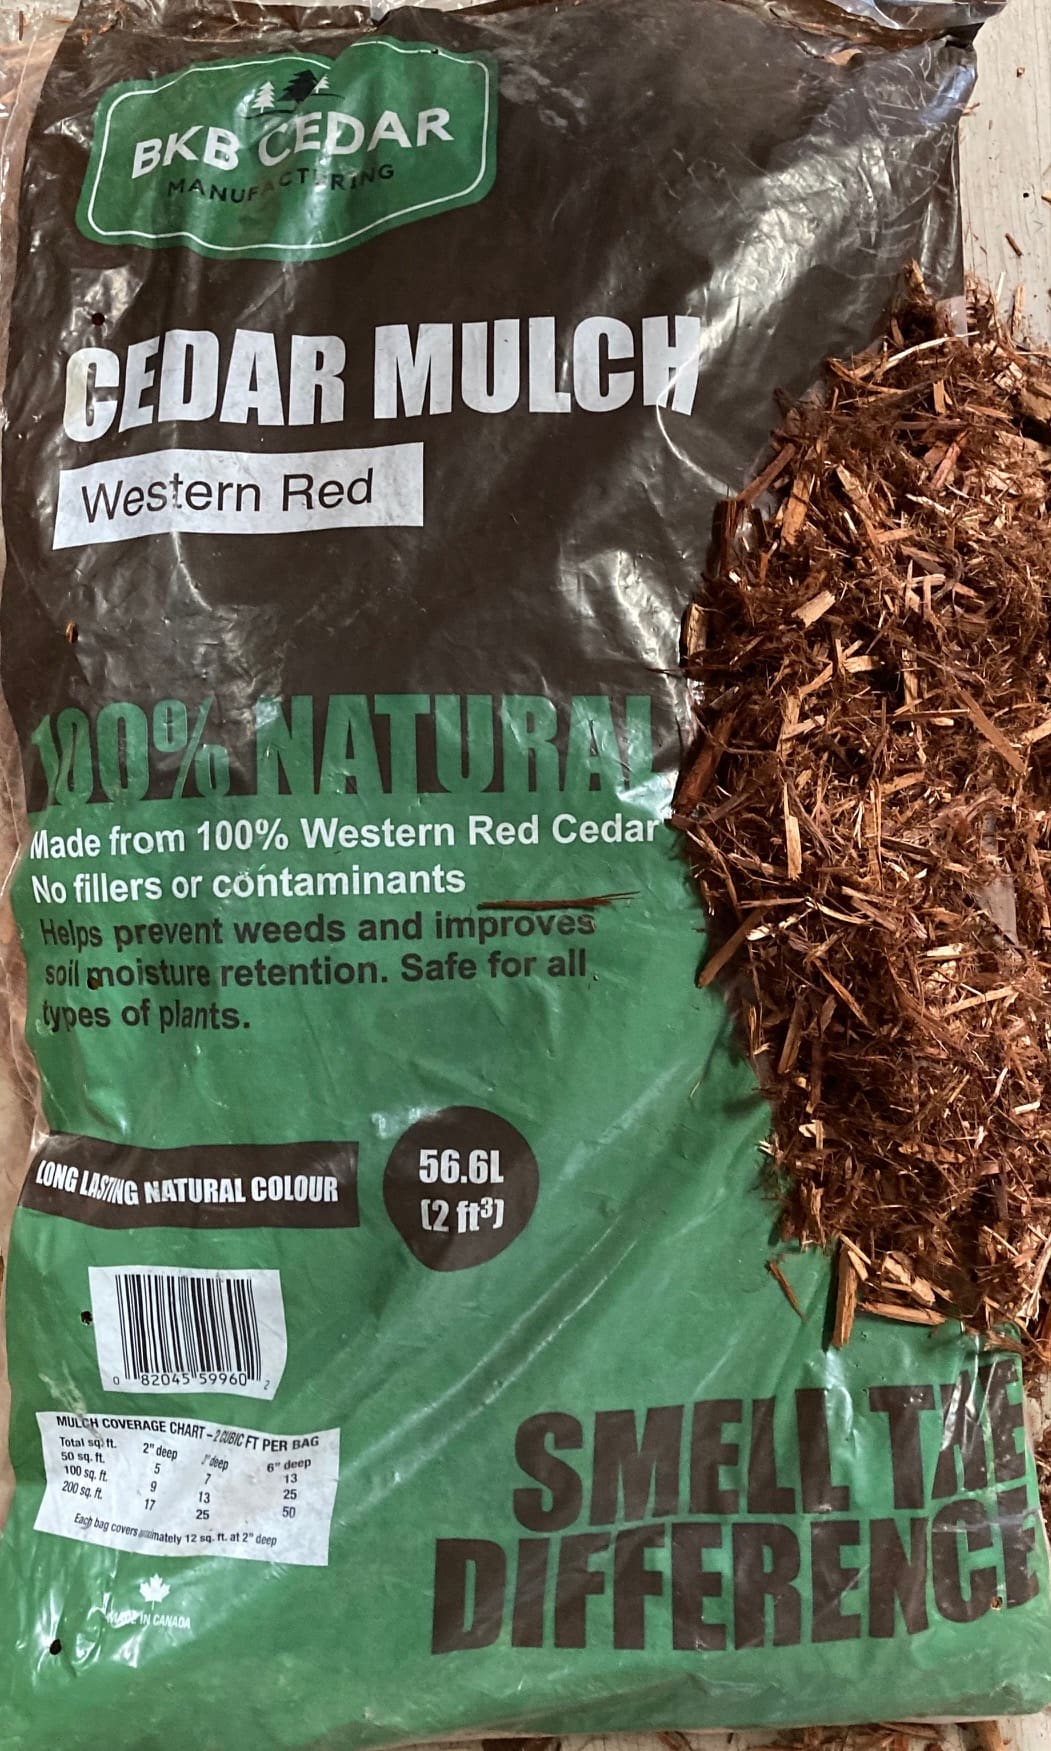 BKB CEDAR
MANUFACTURING
CEDAR MULCH
Western Red
100% NATURAL
Made from 100% Western Red Cedar
No fillers or contaminants
Helps prevent weeds and improves
soil moisture retention. Safe for all
types of plants.
LONG LASTING NATURAL COLOUR
56.6L
(2 ft³)
0 82045 59960 2
MULCH COVERAGE CHART - 2 CUBIC FT PER BAG
Total sq. ft. 2" deep deep 6" deep
50 sq. ft. 5 7 13
100 sq. ft. 9 13 25
200 sq. ft. 17 25 50
Each bag covers approximately 12 sq. ft. at 2" deep
MADE IN CANADA
SMELL THE
DIFFERENCE